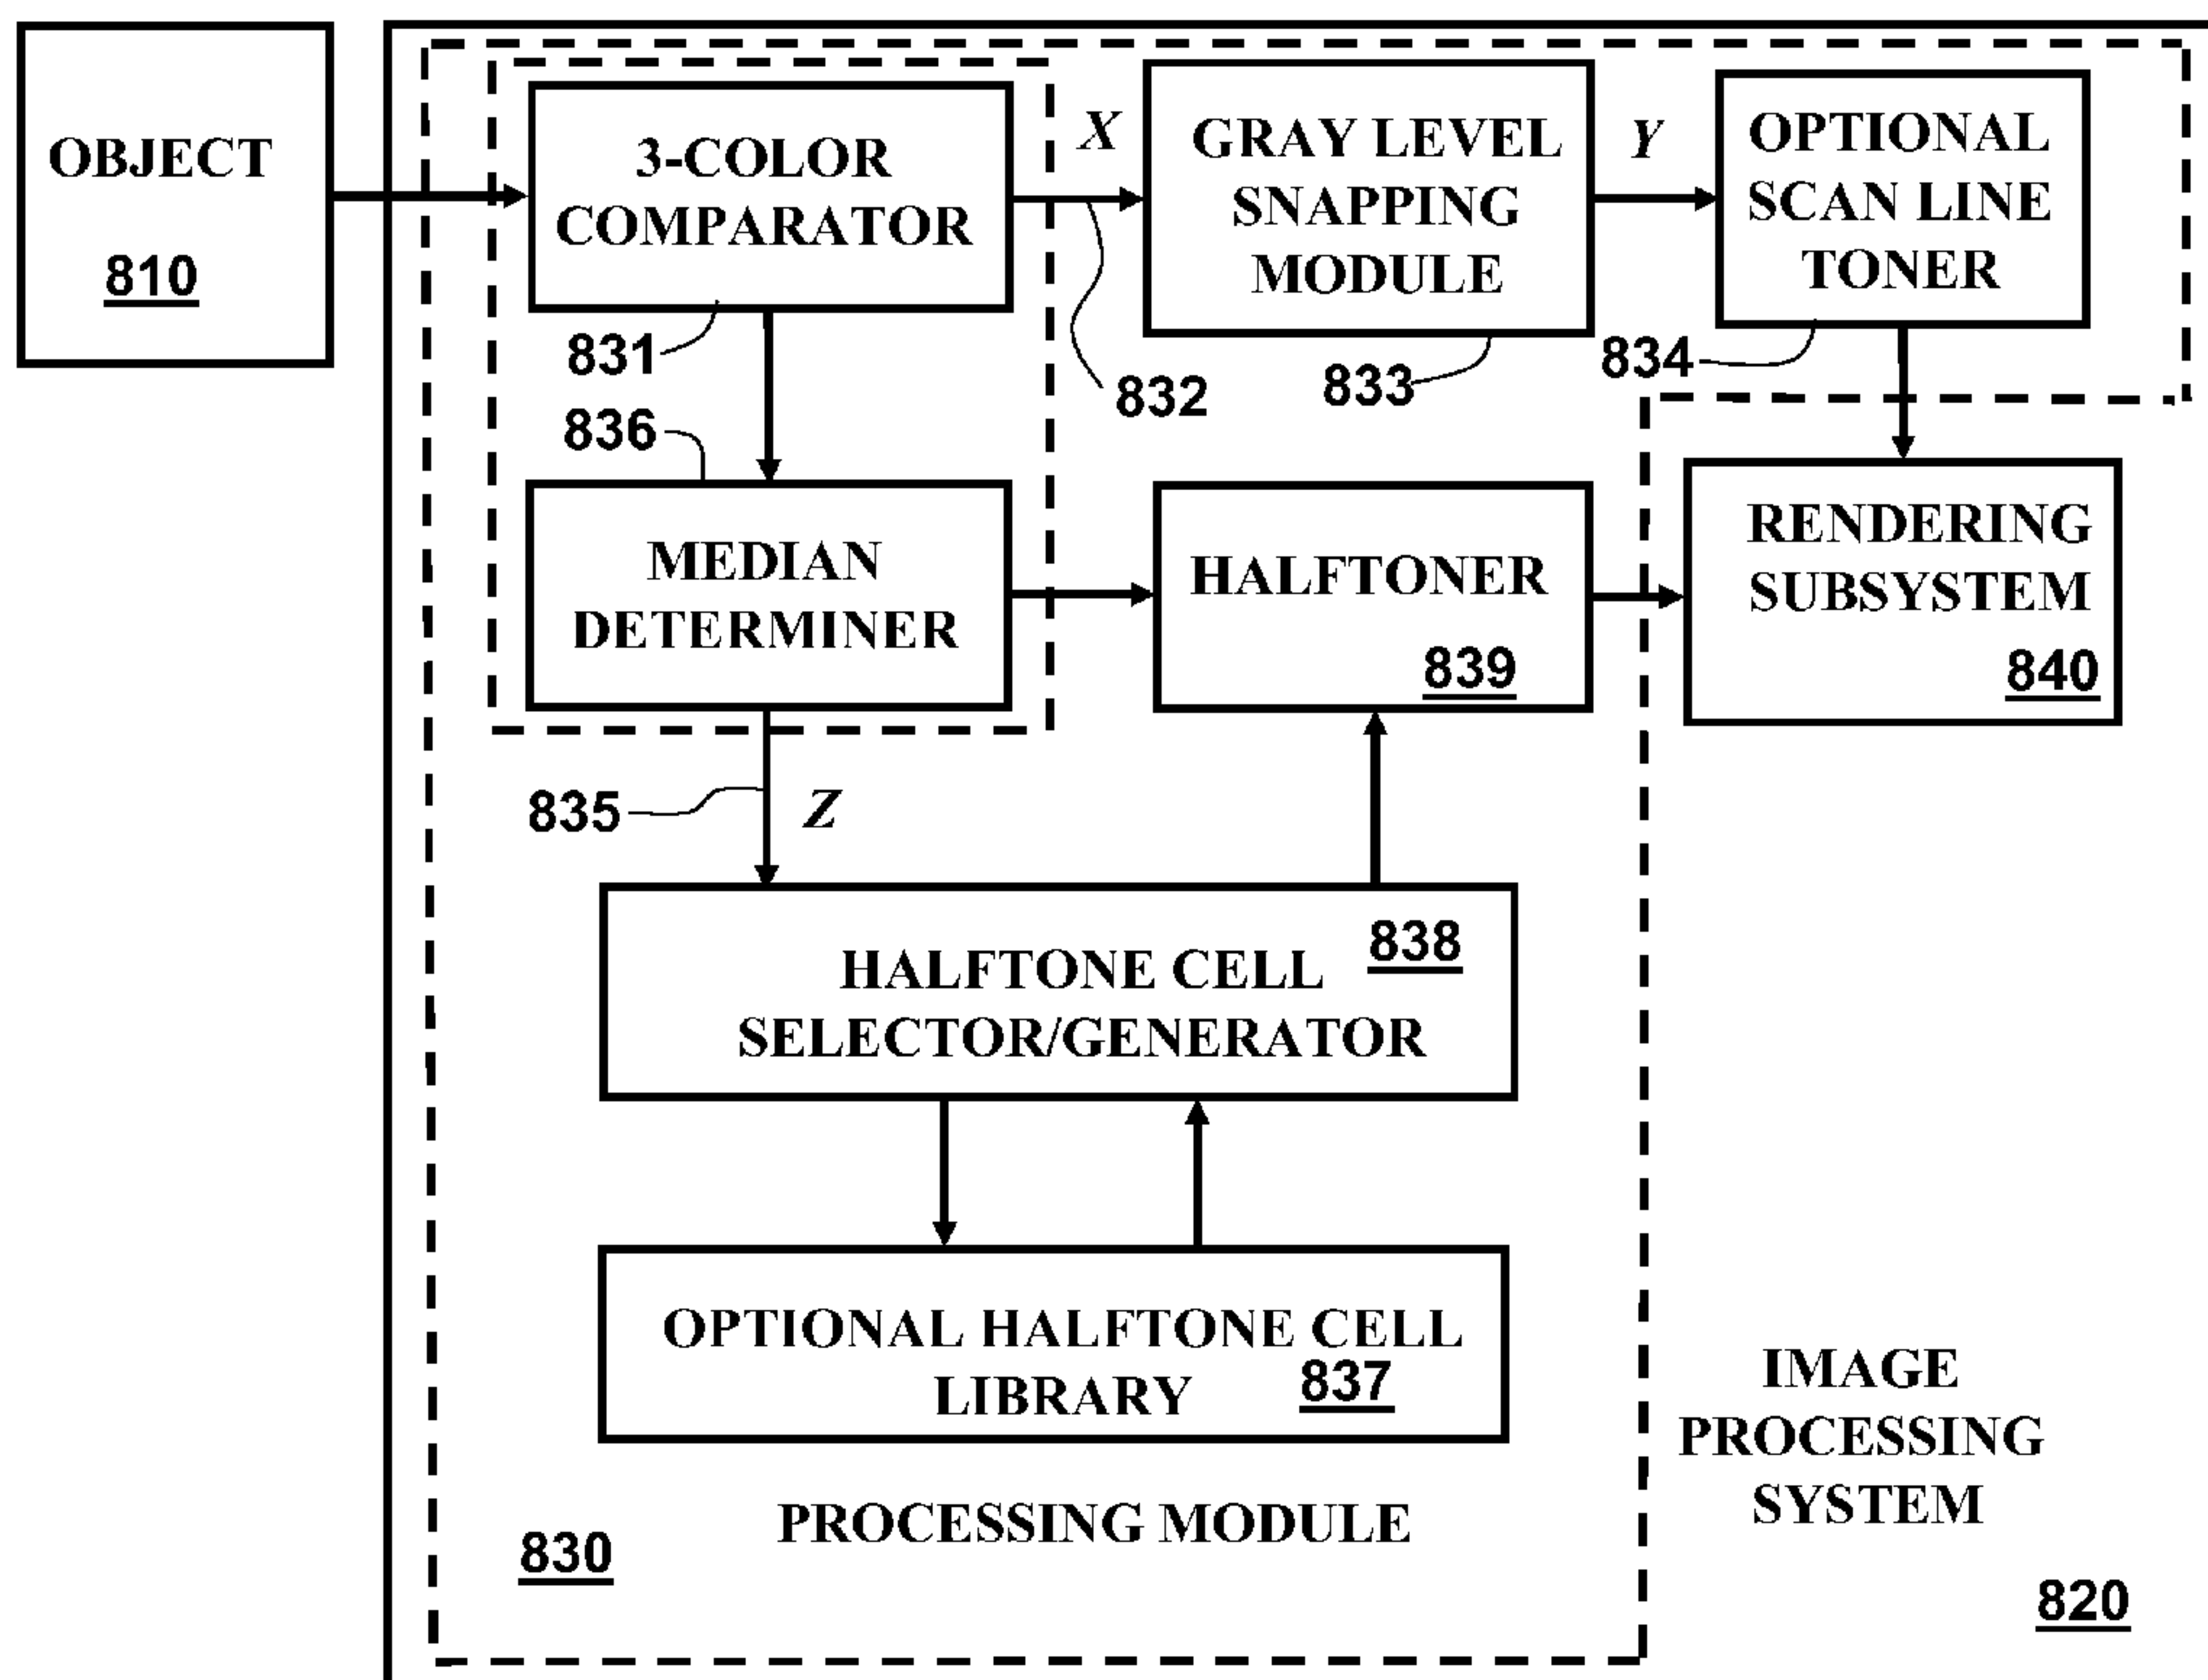 OBJECT
810
3-COLOR
COMPARATOR
831
X
832
GRAY LEVEL
SNAPPING
MODULE
833
Y
OPTIONAL
SCAN LINE
TONER
834
836
MEDIAN
DETERMINER
HALFTONER
839
RENDERING
SUBSYSTEM
840
835
Z
838
HALFTONE CELL
SELECTOR/GENERATOR
OPTIONAL HALFTONE CELL
LIBRARY
837
PROCESSING MODULE
830
IMAGE
PROCESSING
SYSTEM
820